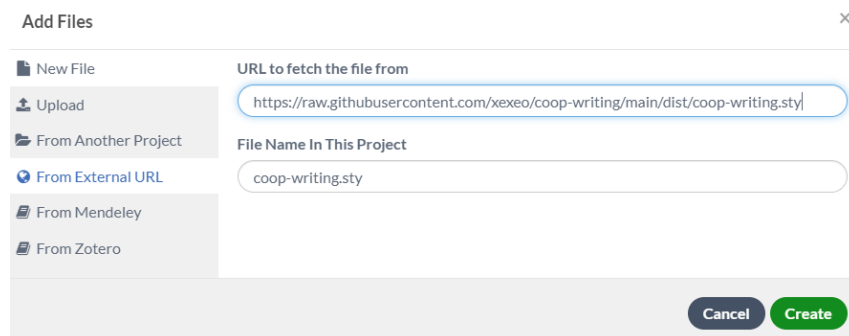 Add Files
×
New File
Upload
From Another Project
From External URL
From Mendeley
From Zotero
URL to fetch the file from
https://raw.githubusercontent.com/xexeo/coop-writing/main/dist/coop-writing.sty
File Name In This Project
coop-writing.sty
Cancel
Create